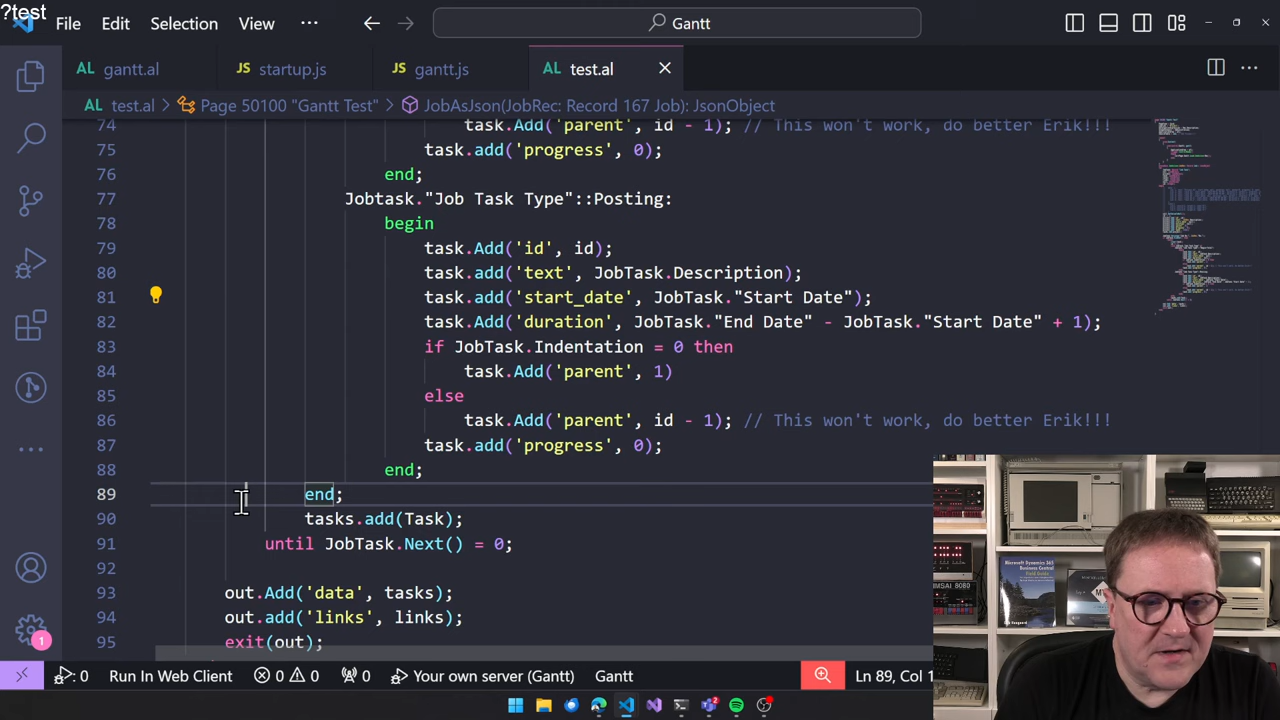 ?test
File Edit Selection View ··· Gantt
gantt.al startup.js gantt.js test.al
test.al > Page 50100 "Gantt Test" > JobAsJson(JobRec: Record 167 Job): JsonObject
74 task.Add('parent', id - 1); // This won't work, do better Erik!!!
75 task.add('progress', 0);
76 end;
77 Jobtask."Job Task Type"::Posting:
78 begin
79 task.Add('id', id);
80 task.add('text', JobTask.Description);
81 task.add('start_date', JobTask."Start Date");
82 task.Add('duration', JobTask."End Date" - JobTask."Start Date" + 1);
83 if JobTask.Indentation = 0 then
84 task.Add('parent', 1)
85 else
86 task.Add('parent', id - 1); // This won't work, do better Erik!!!
87 task.add('progress', 0);
88 end;
89 end;
90 tasks.add(Task);
91 until JobTask.Next() = 0;
92
93 out.Add('data', tasks);
94 out.add('links', links);
95 exit(out);
1 0 Run In Web Client 0 0 0 Your own server (Gantt) Gantt Ln 89, Col 1